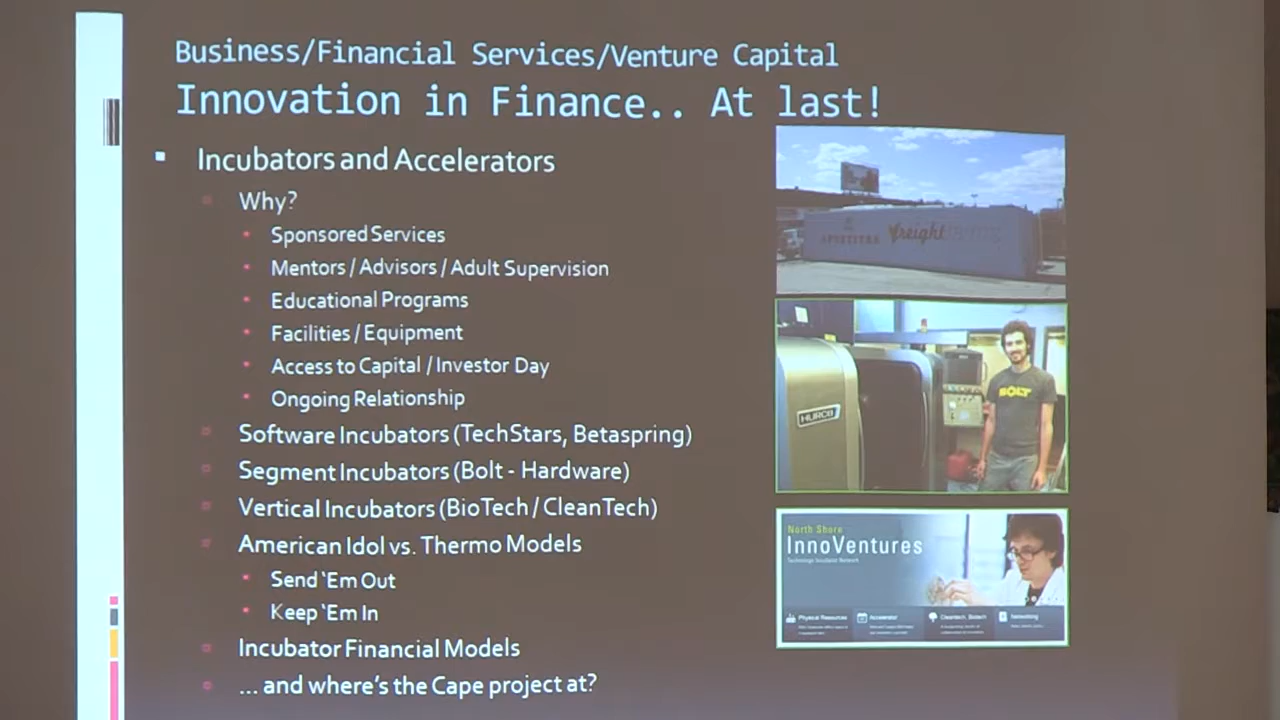 Business/Financial Services/Venture Capital
Innovation in Finance.. At last!
Incubators and Accelerators
Why?
Sponsored Services
Mentors / Advisors / Adult Supervision
Educational Programs
Facilities / Equipment
Access to Capital / Investor Day
Ongoing Relationship
Software Incubators (TechStars, Betaspring)
Segment Incubators (Bolt - Hardware)
Vertical Incubators (BioTech / CleanTech)
American Idol vs. Thermo Models
Send ‘Em Out
Keep ‘Em In
Incubator Financial Models
... and where’s the Cape project at?
freight
HURCO
BOLT
North Shore
InnoVentures
Physical Resources
Accelerator
Cleantech, Biotech
Networking